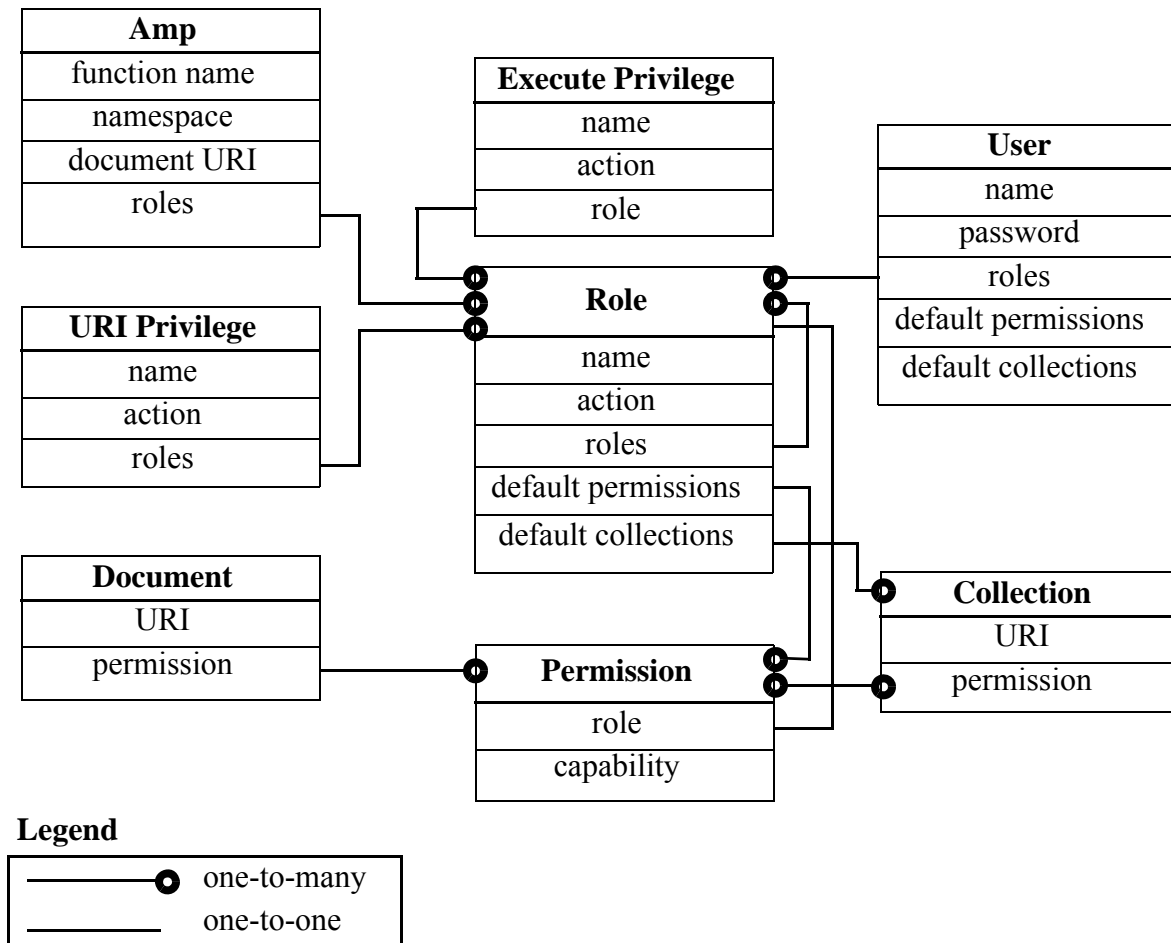 Amp
function name
namespace
document URI
roles
Execute Privilege
name
action
role
User
name
password
roles
default permissions
default collections
URI Privilege
name
action
roles
Role
name
action
roles
default permissions
default collections
Document
URI
permission
Permission
role
capability
Collection
URI
permission
Legend
one-to-many
one-to-one